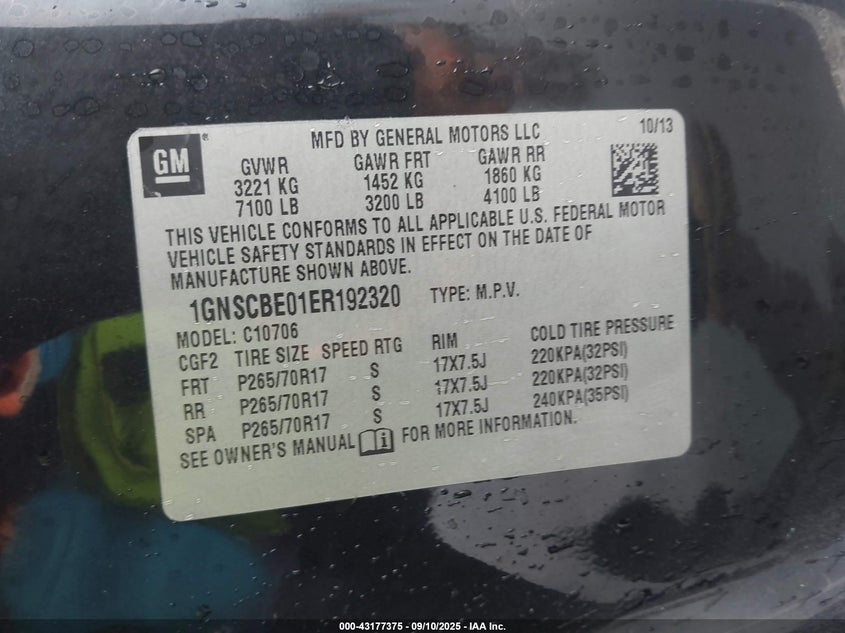 GM®
MFD BY GENERAL MOTORS LLC 10/13
GVWR GAWR FRT GAWR RR
3221 KG 1452 KG 1860 KG
7100 LB 3200 LB 4100 LB
THIS VEHICLE CONFORMS TO ALL APPLICABLE U.S. FEDERAL MOTOR
VEHICLE SAFETY STANDARDS IN EFFECT ON THE DATE OF
MANUFACTURE SHOWN ABOVE.
1GNSCBE01ER192320 TYPE: M.P.V.
MODEL: C10706
CGF2 TIRE SIZE SPEED RTG RIM COLD TIRE PRESSURE
FRT P265/70R17 S 17X7.5J 220KPA(32PSI)
RR P265/70R17 S 17X7.5J 220KPA(32PSI)
SPA P265/70R17 S 17X7.5J 240KPA(35PSI)
SEE OWNER'S MANUAL i FOR MORE INFORMATION.
000-43177375 - 09/10/2025 - IAA Inc.